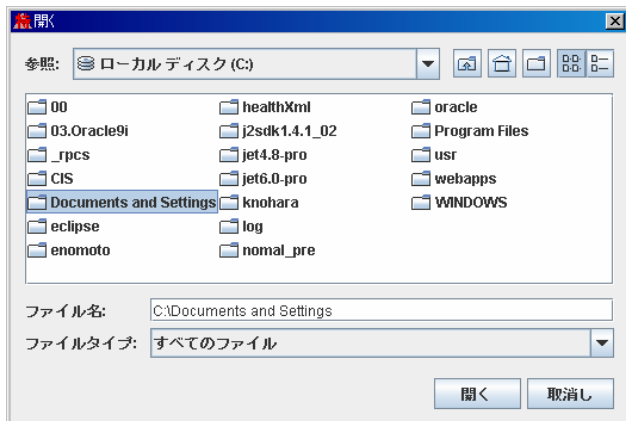 開く
参照: ローカル ディスク (C:)
00
03.Oracle9i
_rpcs
CIS
Documents and Settings
eclipse
enomoto
healthXml
j2sdk1.4.1_02
jet4.8-pro
jet6.0-pro
knohara
log
nomal_pre
oracle
Program Files
usr
webapps
WINDOWS
ファイル名: C:\Documents and Settings
ファイルタイプ: すべてのファイル
開く 取消し